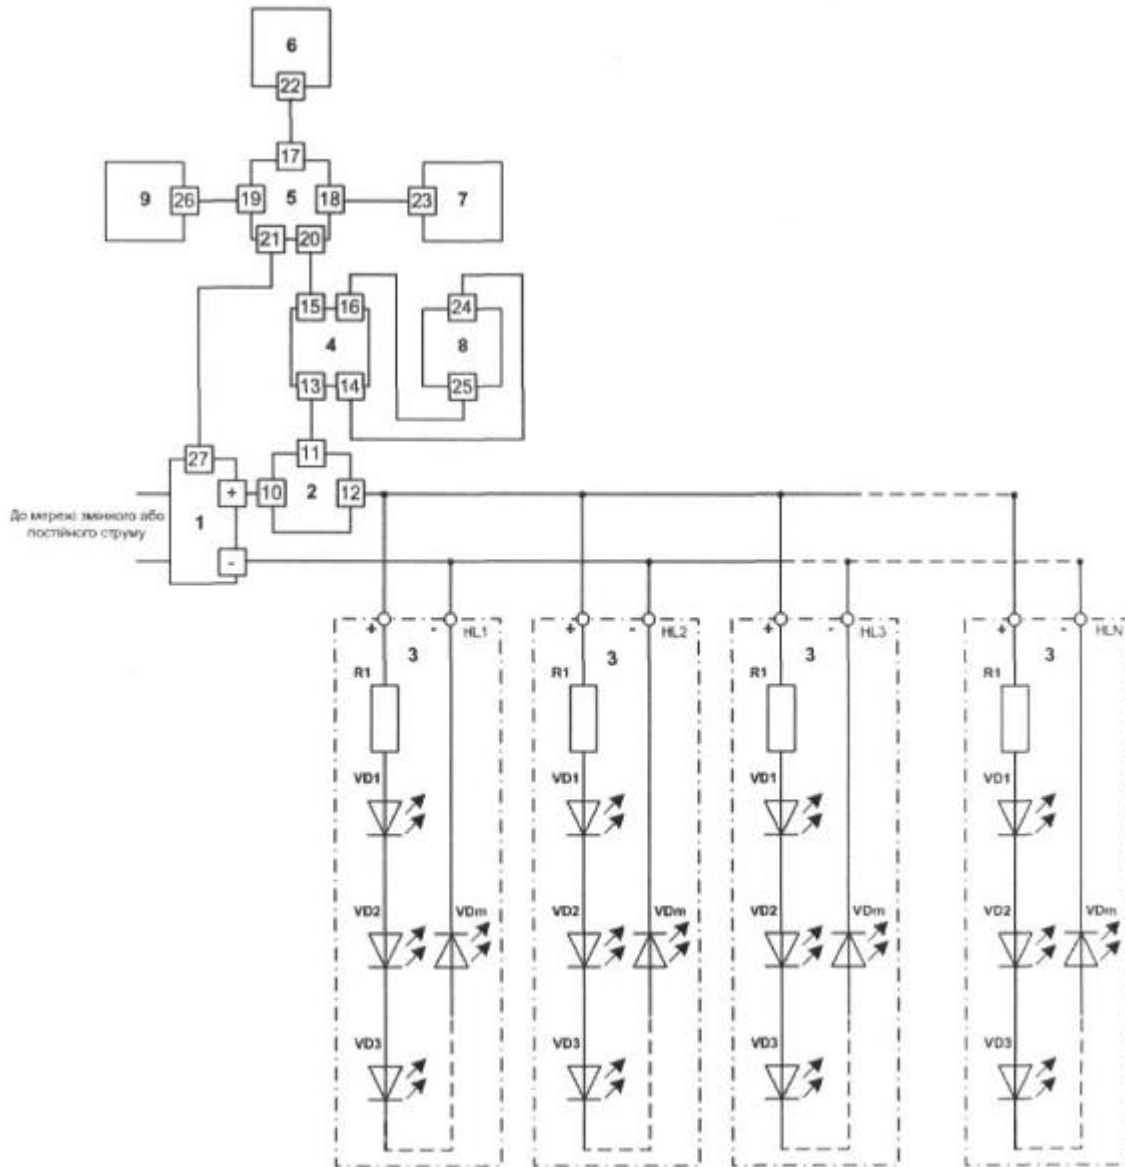 6
22
17
9 26 19 5 18 23 7
21 20
15 16 24
4 8
13 14 25
11
27
+ 10 2 12
До мережі змінного або
постійного струму
1
-
+ - HL1 + - HL2 + - HL3 + - HLN
3 3 3 3
R1 R1 R1 R1
VD1 VD1 VD1 VD1
VD2 VDm VD2 VDm VD2 VDm VD2 VDm
VD3 VD3 VD3 VD3